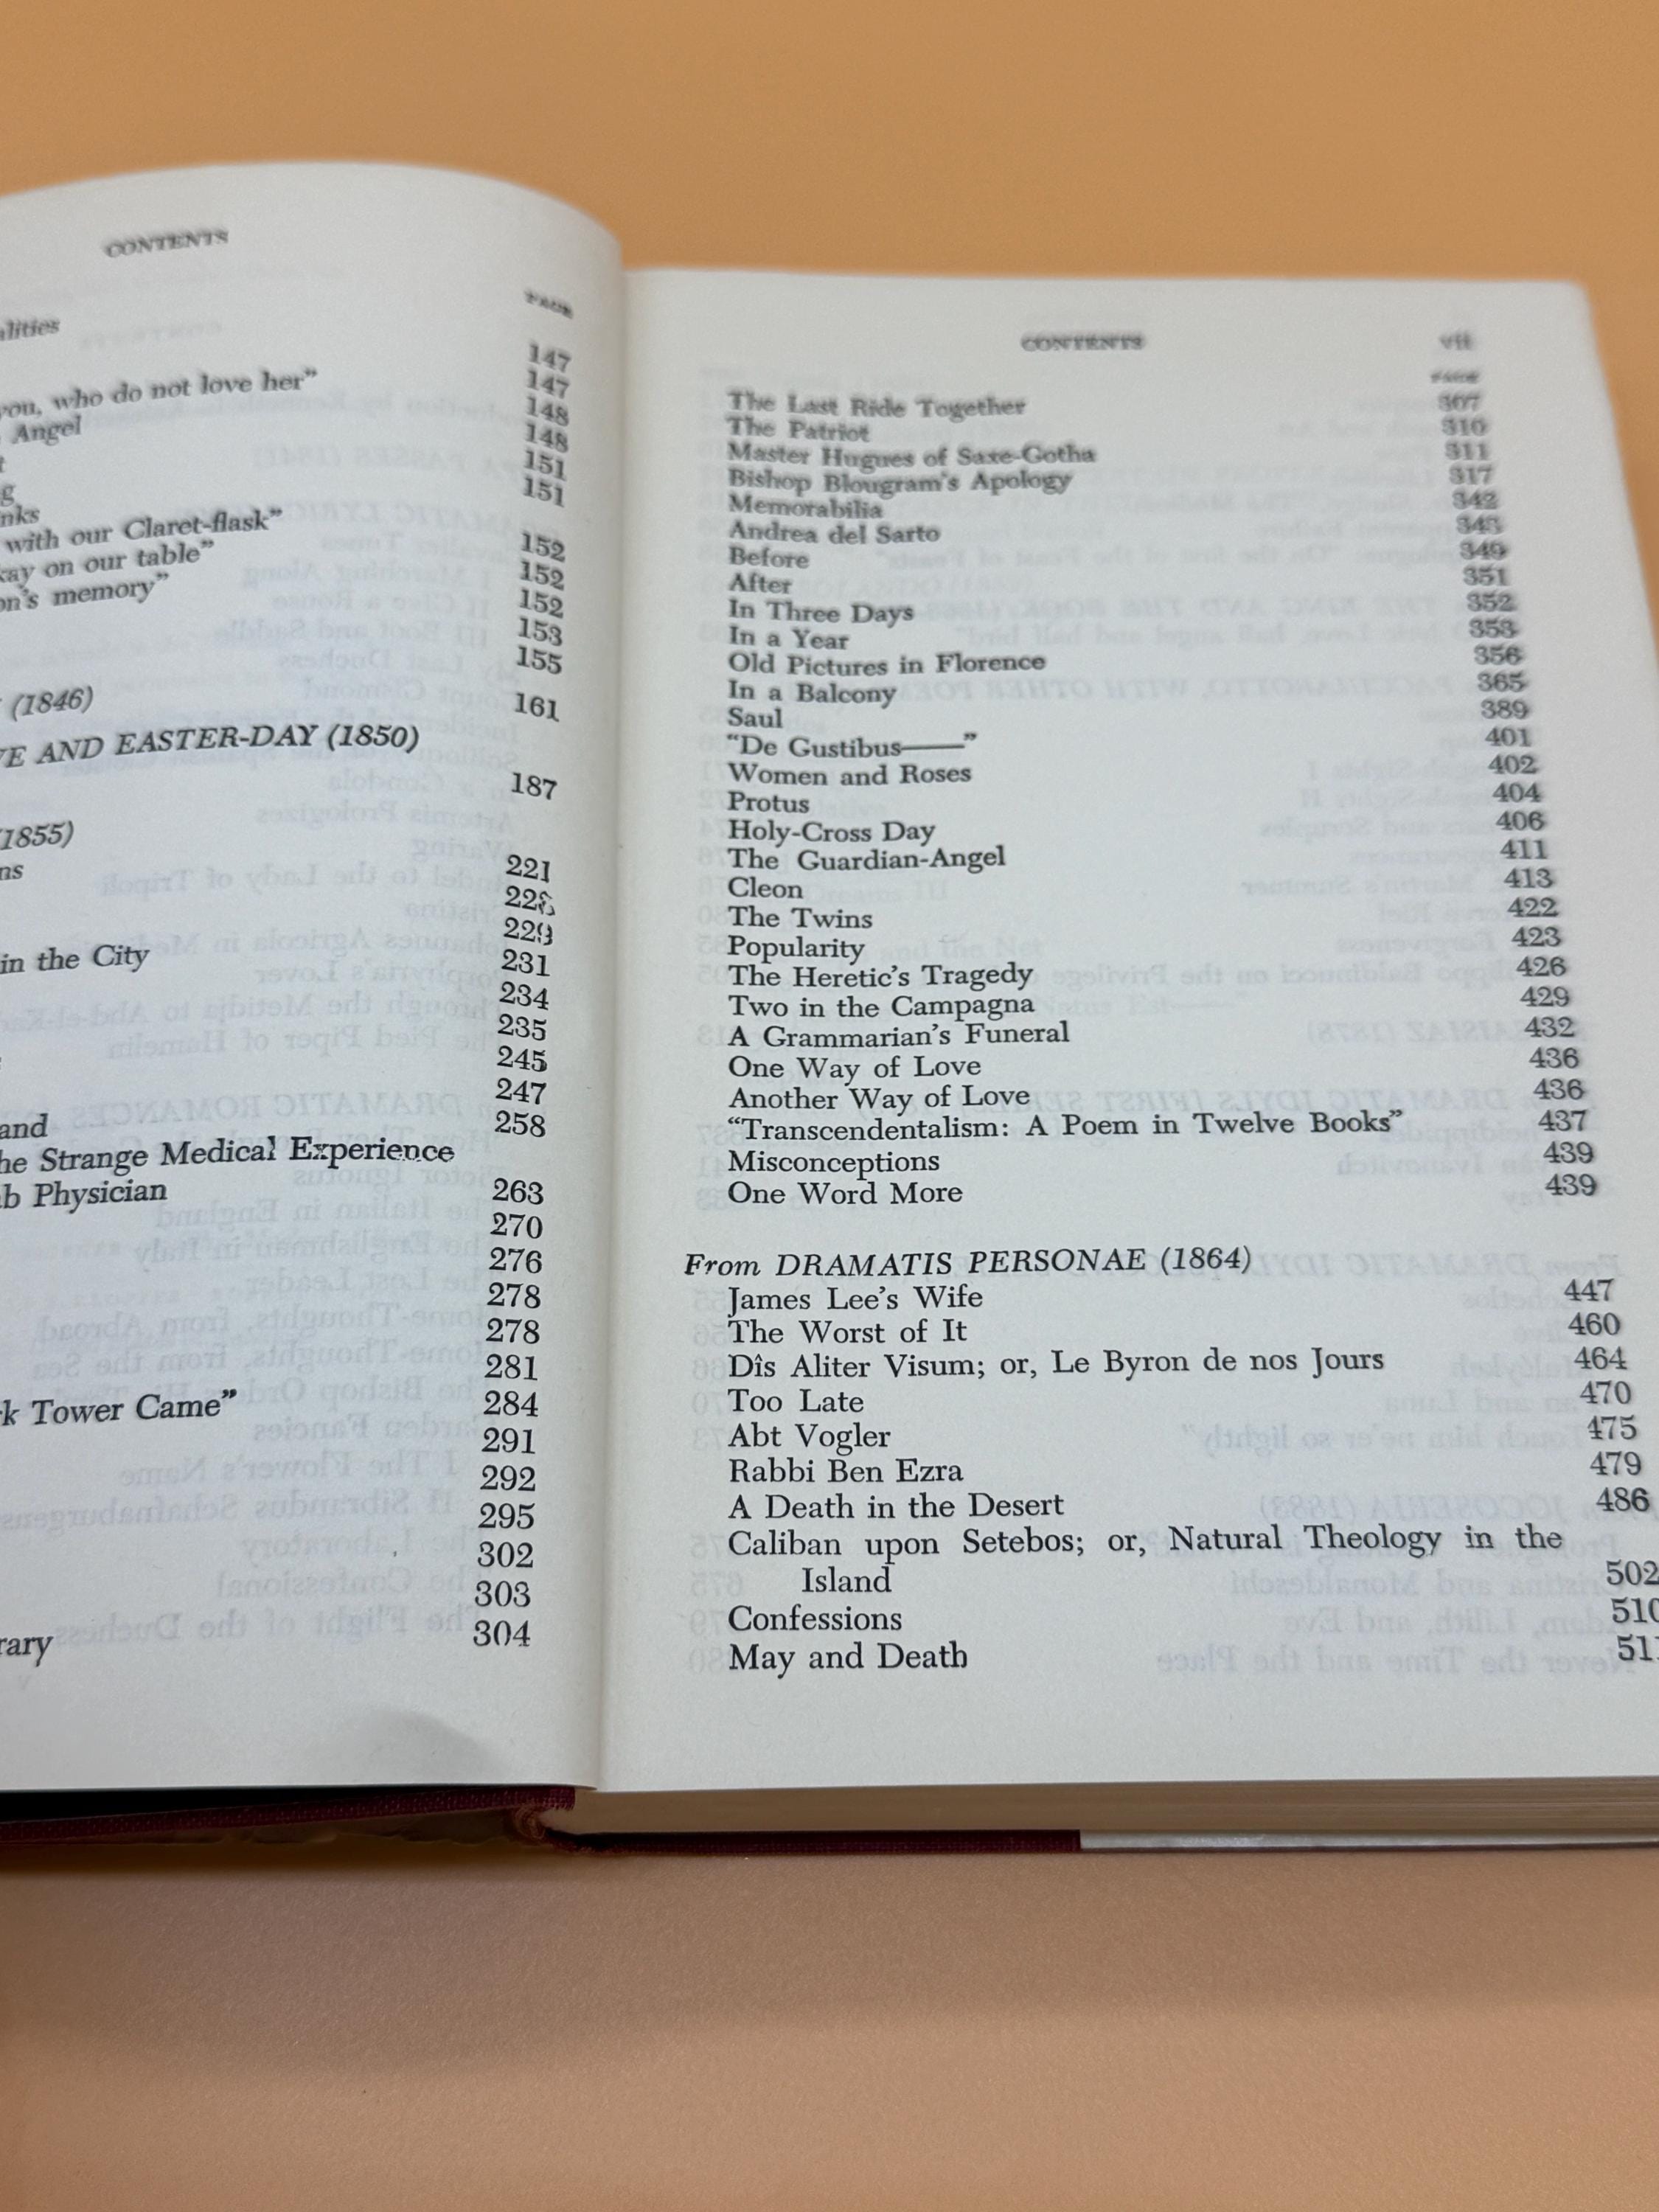 CONTENTS
PAGE
alities
147
you, who do not love her” 147
Angel 148
148
151
151
nks
with our Claret-flask” 152
kay on our table” 152
on's memory” 152
153
155
(1846) 161
VE AND EASTER-DAY (1850)
187
(1855)
ns 221
228
229
in the City 231
234
235
245
247
and 258
he Strange Medical Experience
b Physician 263
270
276
278
278
281
k Tower Came” 284
291
292
295
302
303
rary 304
CONTENTS vii
PAGE
The Last Ride Together 307
The Patriot 310
Master Hugues of Saxe-Gotha 311
Bishop Blougram's Apology 317
Memorabilia 342
Andrea del Sarto 343
Before 349
After 351
In Three Days 352
In a Year 353
Old Pictures in Florence 356
In a Balcony 365
Saul 389
“De Gustibus——” 401
Women and Roses 402
Protus 404
Holy-Cross Day 406
The Guardian-Angel 411
Cleon 413
The Twins 422
Popularity 423
The Heretic's Tragedy 426
Two in the Campagna 429
A Grammarian's Funeral 432
One Way of Love 436
Another Way of Love 436
“Transcendentalism: A Poem in Twelve Books” 437
Misconceptions 439
One Word More 439
From DRAMATIS PERSONAE (1864)
James Lee's Wife 447
The Worst of It 460
Dîs Aliter Visum; or, Le Byron de nos Jours 464
Too Late 470
Abt Vogler 475
Rabbi Ben Ezra 479
A Death in the Desert 486
Caliban upon Setebos; or, Natural Theology in the
Island 502
Confessions 510
May and Death 511